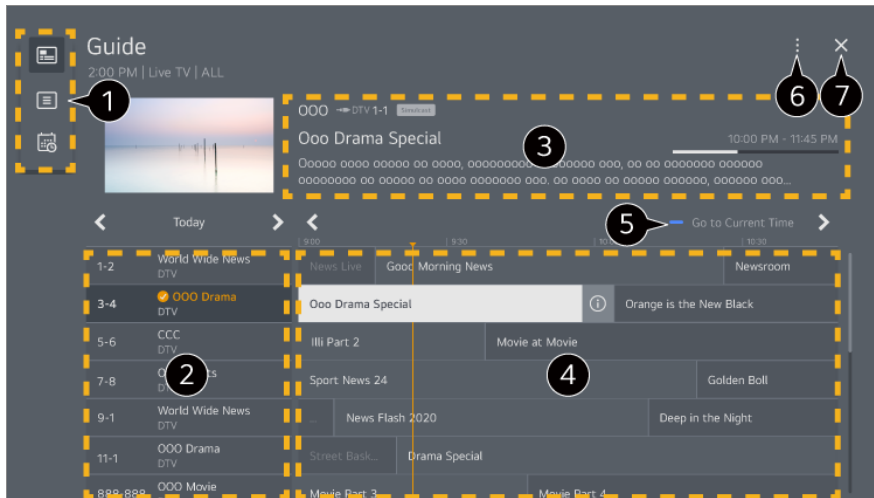 Guide
2:00 PM | Live TV | ALL
6
7
1
OOO DTV 1-1 Simulcast
Ooo Drama Special
3
10:00 PM - 11:45 PM
Ooooo oooo ooooo oo oooo,
ooo, oo oo ooooooo oooooo
oooooooo oo ooooo oo oooo ooooooo ooo. oo oooo oo ooooo oooooo, oooooo ooo...
Today
5
Go to Current Time
9:00
9:30
10:30
1-2 World Wide News
DTV
News Live Good Morning News Newsroom
3-4 OOO Drama
DTV
Ooo Drama Special Orange is the New Black
5-6 CCC
DTV
Illi Part 2 Movie at Movie
7-8
2
Sport News 24
4
Golden Boll
9-1 World Wide News
DTV
... News Flash 2020 Deep in the Night
11-1 OOO Drama
DTV
Street Bask... Drama Special
888-888 OOO Movie
Movie Part 3 Movie Part 4